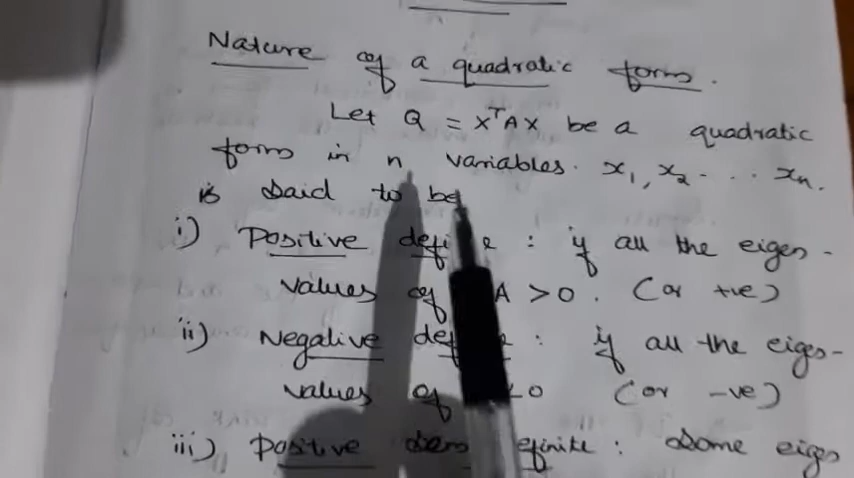 Nature of a quadratic form.
Let Q = X^T A X be a quadratic
form in n variables. x₁, x₂ ... xₙ.
is said to be
i) Positive : if all the eigen-
values of A > 0. (or +ve)
ii) Negative : if all the eigen-
values of < 0 (or -ve)
iii) Positive : some eigen